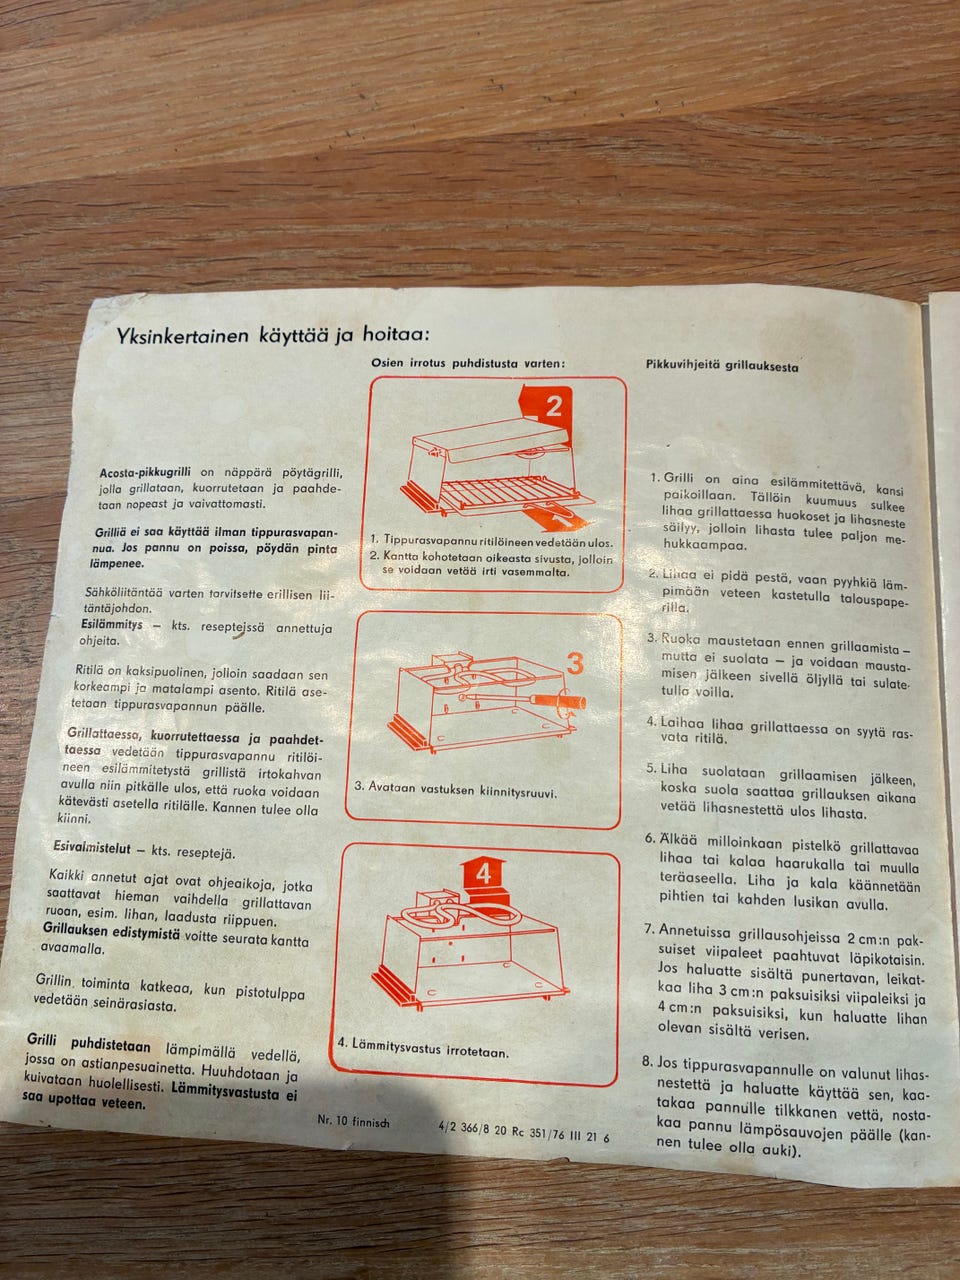 Yksinkertainen käyttää ja hoitaa:
Acosta-pikkugrilli on näppärä pöytägrilli,
jolla grillataan, kuorrutetaan ja paahde-
taan nopeast ja vaivattomasti.
Grilliä ei saa käyttää ilman tippurasvapan-
nua. Jos pannu on poissa, pöydän pinta
lämpenee.
Sähköliitäntää varten tarvitsette erillisen lii-
täntäjohdon.
Esilämmitys – kts. reseptejssä annettuja
ohjeita.
Ritilä on kaksipuolinen, jolloin saadaan sen
korkeampi ja matalampi asento. Ritilä ase-
tetaan tippurasvapannun päälle.
Grillattaessa, kuorrutettaessa ja paahdet-
taessa vedetään tippurasvapannu ritilöi-
neen esilämmitetystä grillistä irtokahvan
avulla niin pitkälle ulos, että ruoka voidaan
kätevästi asetella ritilälle. Kannen tulee olla
kiinni.
Esivalmistelut – kts. reseptejä.
Kaikki annetut ajat ovat ohjeaikoja, jotka
saattavat hieman vaihdella grillattavan
ruoan, esim. lihan, laadusta riippuen.
Grillauksen edistymistä voitte seurata kantta
avaamalla.
Grillin toiminta katkeaa, kun pistotulppa
vedetään seinärasiasta.
Grilli puhdistetaan lämpimällä vedellä,
jossa on astianpesuainetta. Huuhdotaan ja
kuivataan huolellisesti. Lämmitysvastusta ei
saa upottaa veteen.
Osien irrotus puhdistusta varten:
2
1
1. Tippurasvapannu ritilöineen vedetään ulos.
2. Kantta kohotetaan oikeasta sivusta, jolloin
se voidaan vetää irti vasemmalta.
3
3. Avataan vastuksen kiinnitysruuvi.
4
4. Lämmitysvastus irrotetaan.
Nr. 10 finnisch 4/2 366/8 20 Rc 351/76 III 21 6
Pikkuvihjeitä grillauksesta
1. Grilli on aina esilämmitettävä, kansi
paikoillaan. Tällöin kuumuus sulkee
lihaa grillattaessa huokoset ja lihasneste
säilyy, jolloin lihasta tulee paljon me-
hukkaampaa.
2. Lihaa ei pidä pestä, vaan pyyhkiä läm-
pimään veteen kastetulla talouspape-
rilla.
3. Ruoka maustetaan ennen grillaamista –
mutta ei suolata – ja voidaan mausta-
misen jälkeen sivellä öljyllä tai sulate-
tulla voilla.
4. Laihaa lihaa grillattaessa on syytä ras-
vata ritilä.
5. Liha suolataan grillaamisen jälkeen,
koska suola saattaa grillauksen aikana
vetää lihasnestettä ulos lihasta.
6. Älkää milloinkaan pistelkö grillattavaa
lihaa tai kalaa haarukalla tai muulla
teräaseella. Liha ja kala käännetään
pihtien tai kahden lusikan avulla.
7. Annetuissa grillausohjeissa 2 cm:n pak-
suiset viipaleet paahtuvat läpikotaisin.
Jos haluatte sisältä punertavan, leikat-
kaa liha 3 cm:n paksuisiksi viipaleiksi ja
4 cm:n paksuisiksi, kun haluatte lihan
olevan sisältä verisen.
8. Jos tippurasvapannulle on valunut lihas-
nestettä ja haluatte käyttää sen, kaa-
takaa pannulle tilkkanen vettä, nosta-
kaa pannu lämpösauvojen päälle (kan-
nen tulee olla auki).